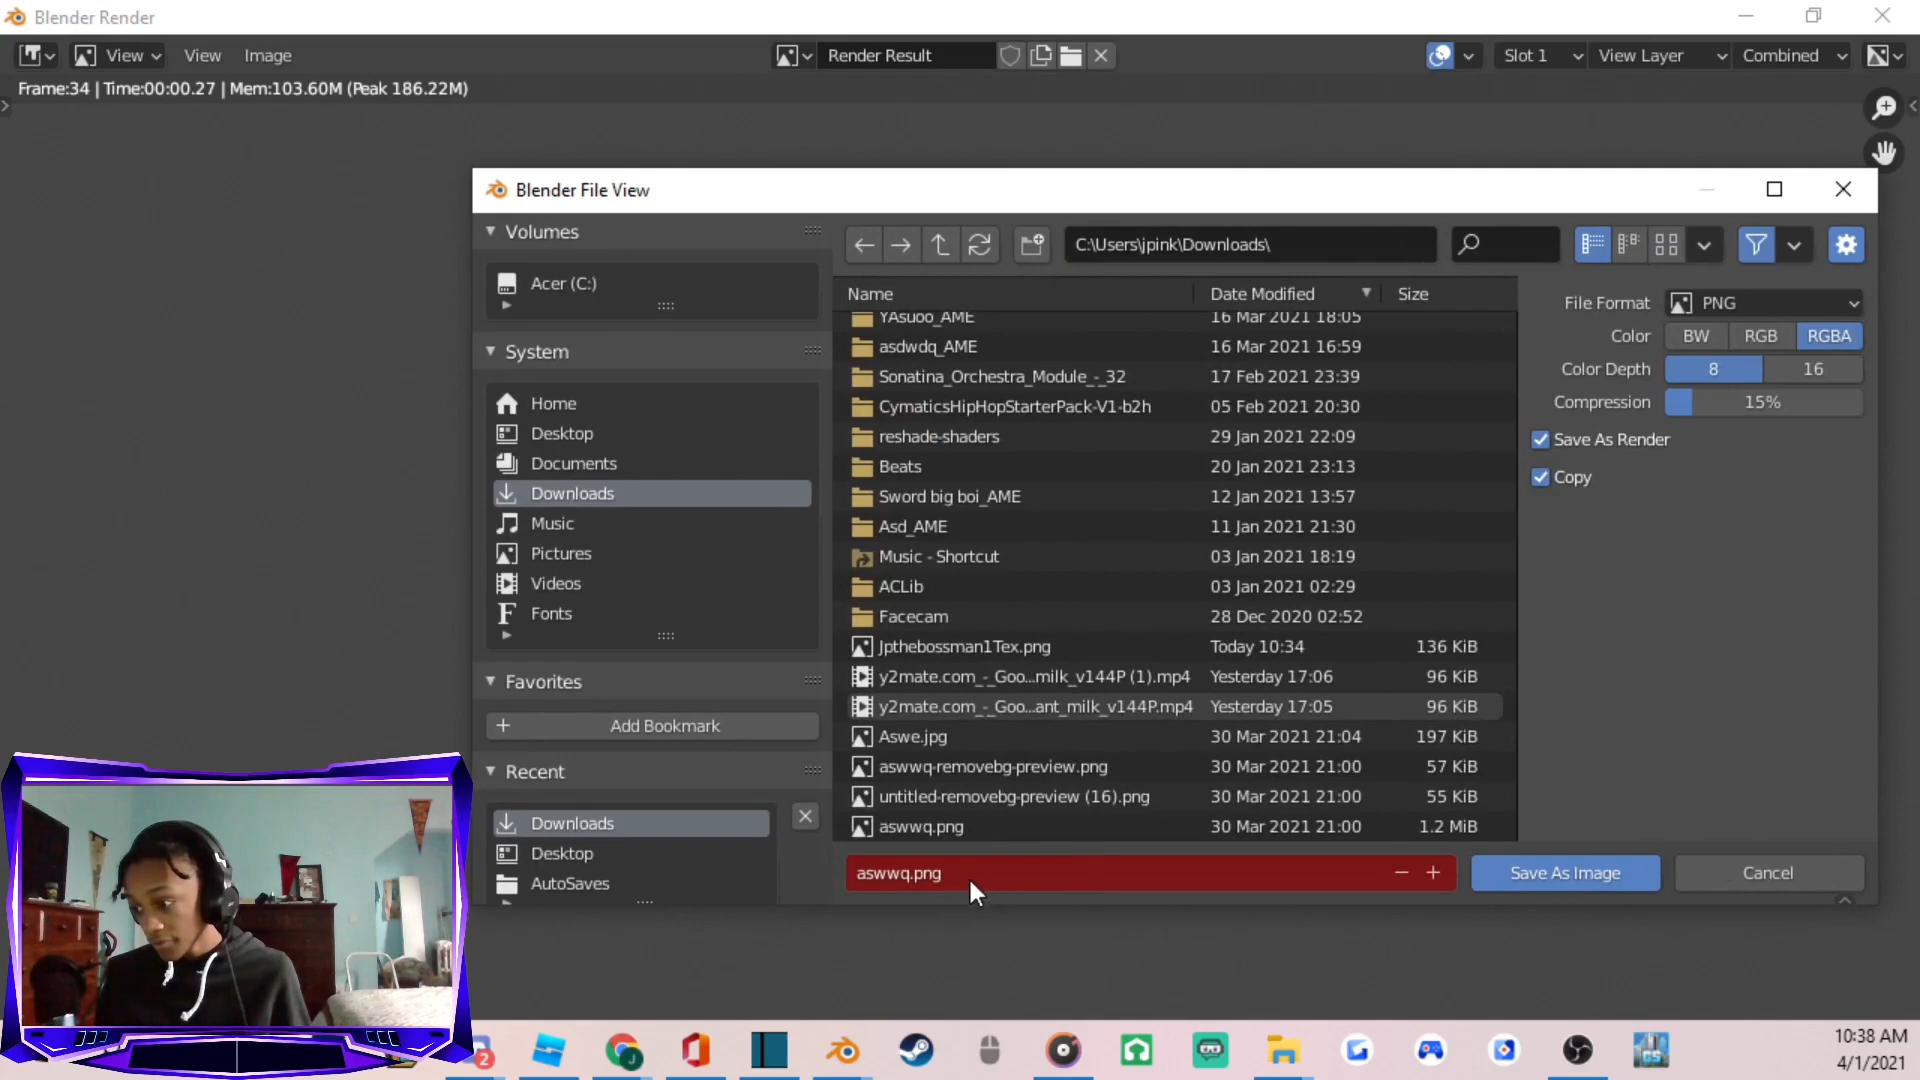 Blender Render
View
View
Image
Render Result
Slot 1
View Layer
Combined
Frame:34 | Time:00:00.27 | Mem:103.60M (Peak 186.22M)
Blender File View
Volumes
Acer (C:)
System
Home
Desktop
Documents
Downloads
Music
Pictures
Videos
Fonts
Favorites
Add Bookmark
Recent
Downloads
Desktop
AutoSaves
C:\Users\jpink\Downloads\
Name Date Modified Size
YAsuoo_AME 16 Mar 2021 18:05
asdwdq_AME 16 Mar 2021 16:59
Sonatina_Orchestra_Module_-_32 17 Feb 2021 23:39
CymaticsHipHopStarterPack-V1-b2h 05 Feb 2021 20:30
reshade-shaders 29 Jan 2021 22:09
Beats 20 Jan 2021 23:13
Sword big boi_AME 12 Jan 2021 13:57
Asd_AME 11 Jan 2021 21:30
Music - Shortcut 03 Jan 2021 18:19
ACLib 03 Jan 2021 02:29
Facecam 28 Dec 2020 02:52
Jpthebossman1Tex.png Today 10:34 136 KiB
y2mate.com_-_Goo...milk_v144P (1).mp4 Yesterday 17:06 96 KiB
y2mate.com_-_Goo...ant_milk_v144P.mp4 Yesterday 17:05 96 KiB
Aswe.jpg 30 Mar 2021 21:04 197 KiB
aswwq-removebg-preview.png 30 Mar 2021 21:00 57 KiB
untitled-removebg-preview (16).png 30 Mar 2021 21:00 55 KiB
aswwq.png 30 Mar 2021 21:00 1.2 MiB
File Format PNG
Color BW RGB RGBA
Color Depth 8 16
Compression 15%
Save As Render
Copy
aswwq.png
Save As Image
Cancel
2
J
GS
10:38 AM
4/1/2021